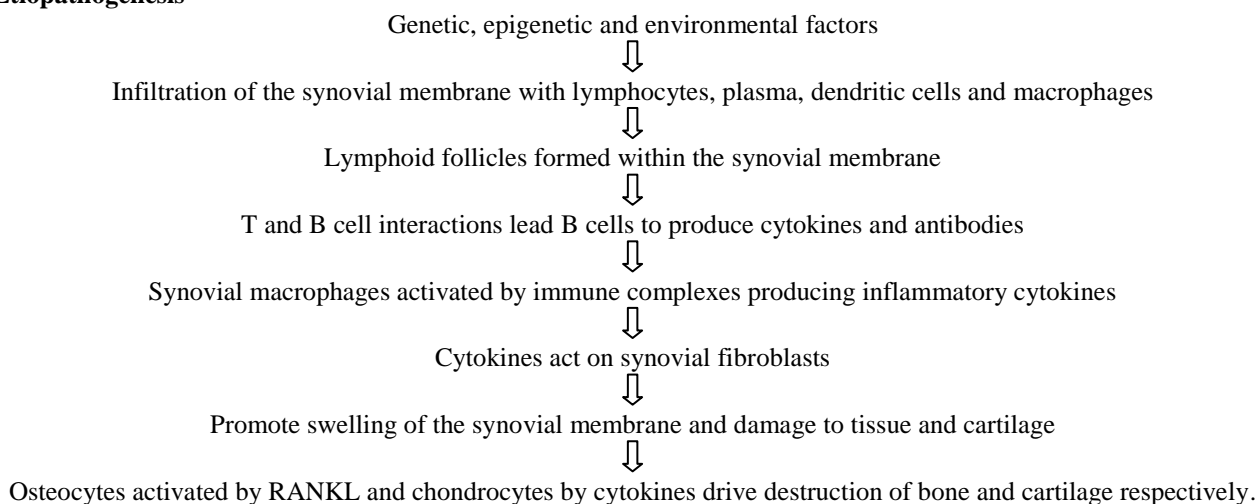 Etiopathogenesis
Genetic, epigenetic and environmental factors
Infiltration of the synovial membrane with lymphocytes, plasma, dendritic cells and macrophages
Lymphoid follicles formed within the synovial membrane
T and B cell interactions lead B cells to produce cytokines and antibodies
Synovial macrophages activated by immune complexes producing inflammatory cytokines
Cytokines act on synovial fibroblasts
Promote swelling of the synovial membrane and damage to tissue and cartilage
Osteocytes activated by RANKL and chondrocytes by cytokines drive destruction of bone and cartilage respectively.